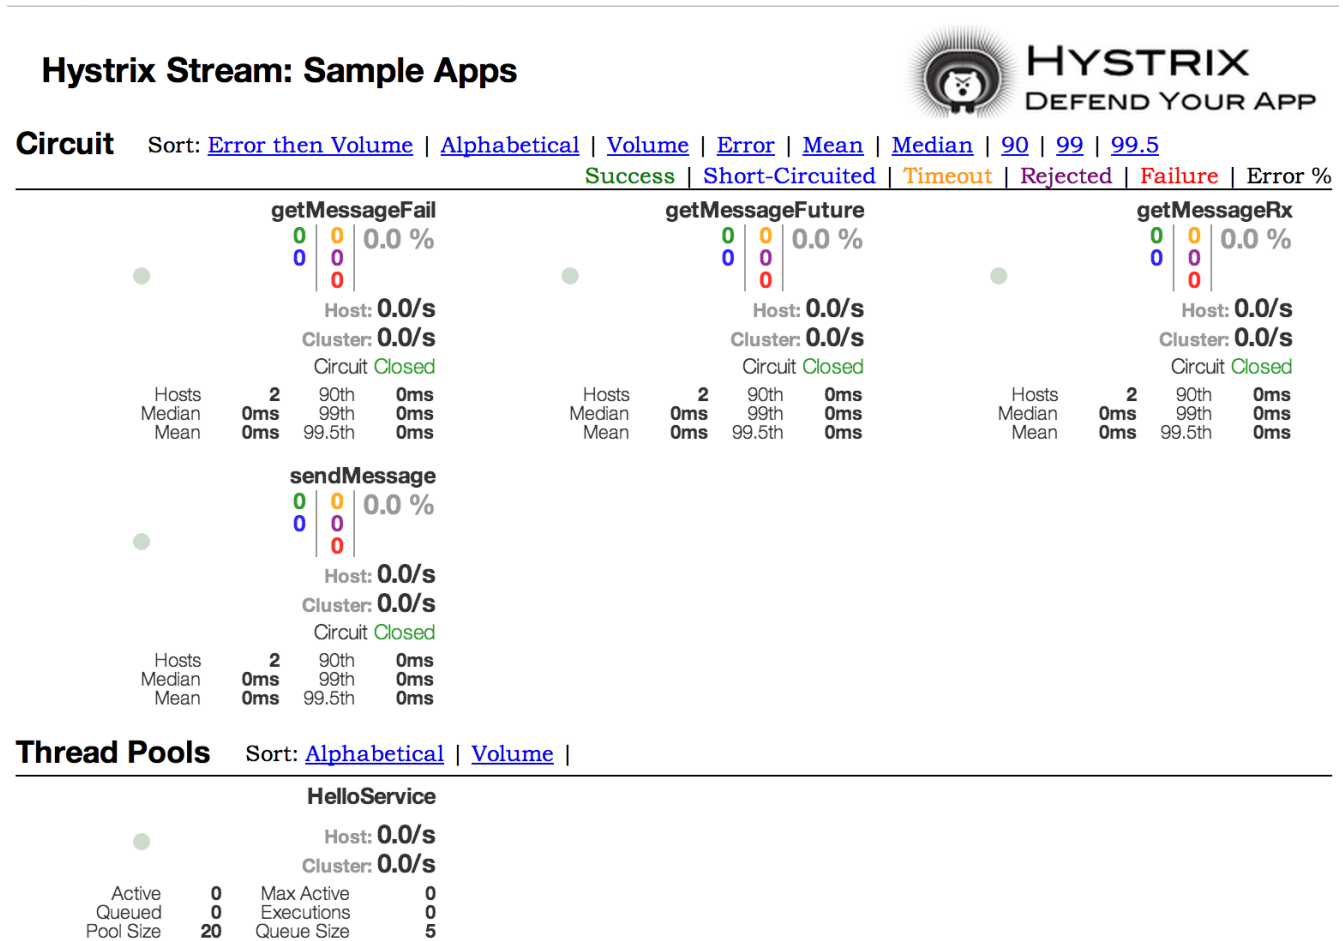 Hystrix Stream: Sample Apps
HYSTRIX
DEFEND YOUR APP
Circuit Sort: Error then Volume | Alphabetical | Volume | Error | Mean | Median | 90 | 99 | 99.5
Success | Short-Circuited | Timeout | Rejected | Failure | Error %
getMessageFail
0 0 0.0 %
0 0
0
Host: 0.0/s
Cluster: 0.0/s
Circuit Closed
Hosts 2 90th 0ms
Median 0ms 99th 0ms
Mean 0ms 99.5th 0ms
getMessageFuture
0 0 0.0 %
0 0
0
Host: 0.0/s
Cluster: 0.0/s
Circuit Closed
Hosts 2 90th 0ms
Median 0ms 99th 0ms
Mean 0ms 99.5th 0ms
getMessageRx
0 0 0.0 %
0 0
0
Host: 0.0/s
Cluster: 0.0/s
Circuit Closed
Hosts 2 90th 0ms
Median 0ms 99th 0ms
Mean 0ms 99.5th 0ms
sendMessage
0 0 0.0 %
0 0
0
Host: 0.0/s
Cluster: 0.0/s
Circuit Closed
Hosts 2 90th 0ms
Median 0ms 99th 0ms
Mean 0ms 99.5th 0ms
Thread Pools Sort: Alphabetical | Volume |
HelloService
Host: 0.0/s
Cluster: 0.0/s
Active 0 Max Active 0
Queued 0 Executions 0
Pool Size 20 Queue Size 5